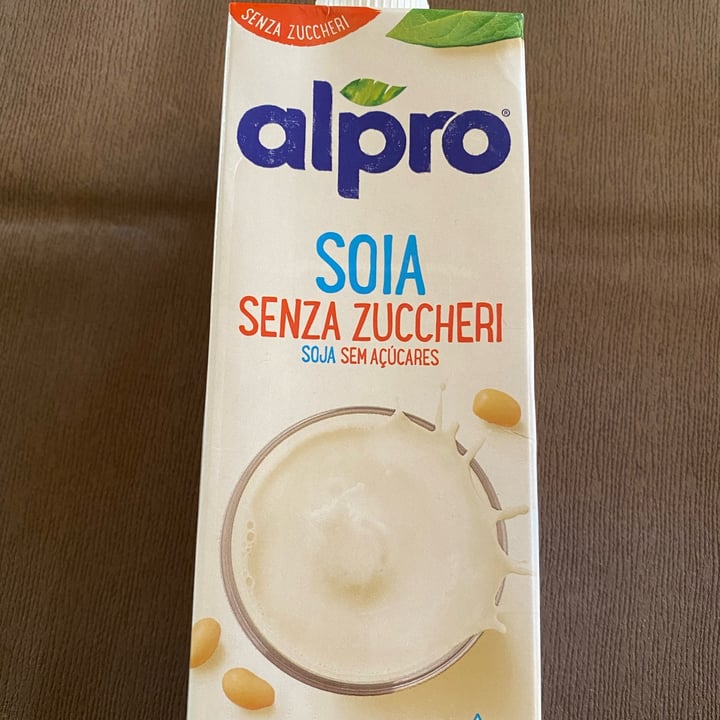 SENZA ZUCCHERI
alpro®
SOIA
SENZA ZUCCHERI
SOJA SEM AÇÚCARES